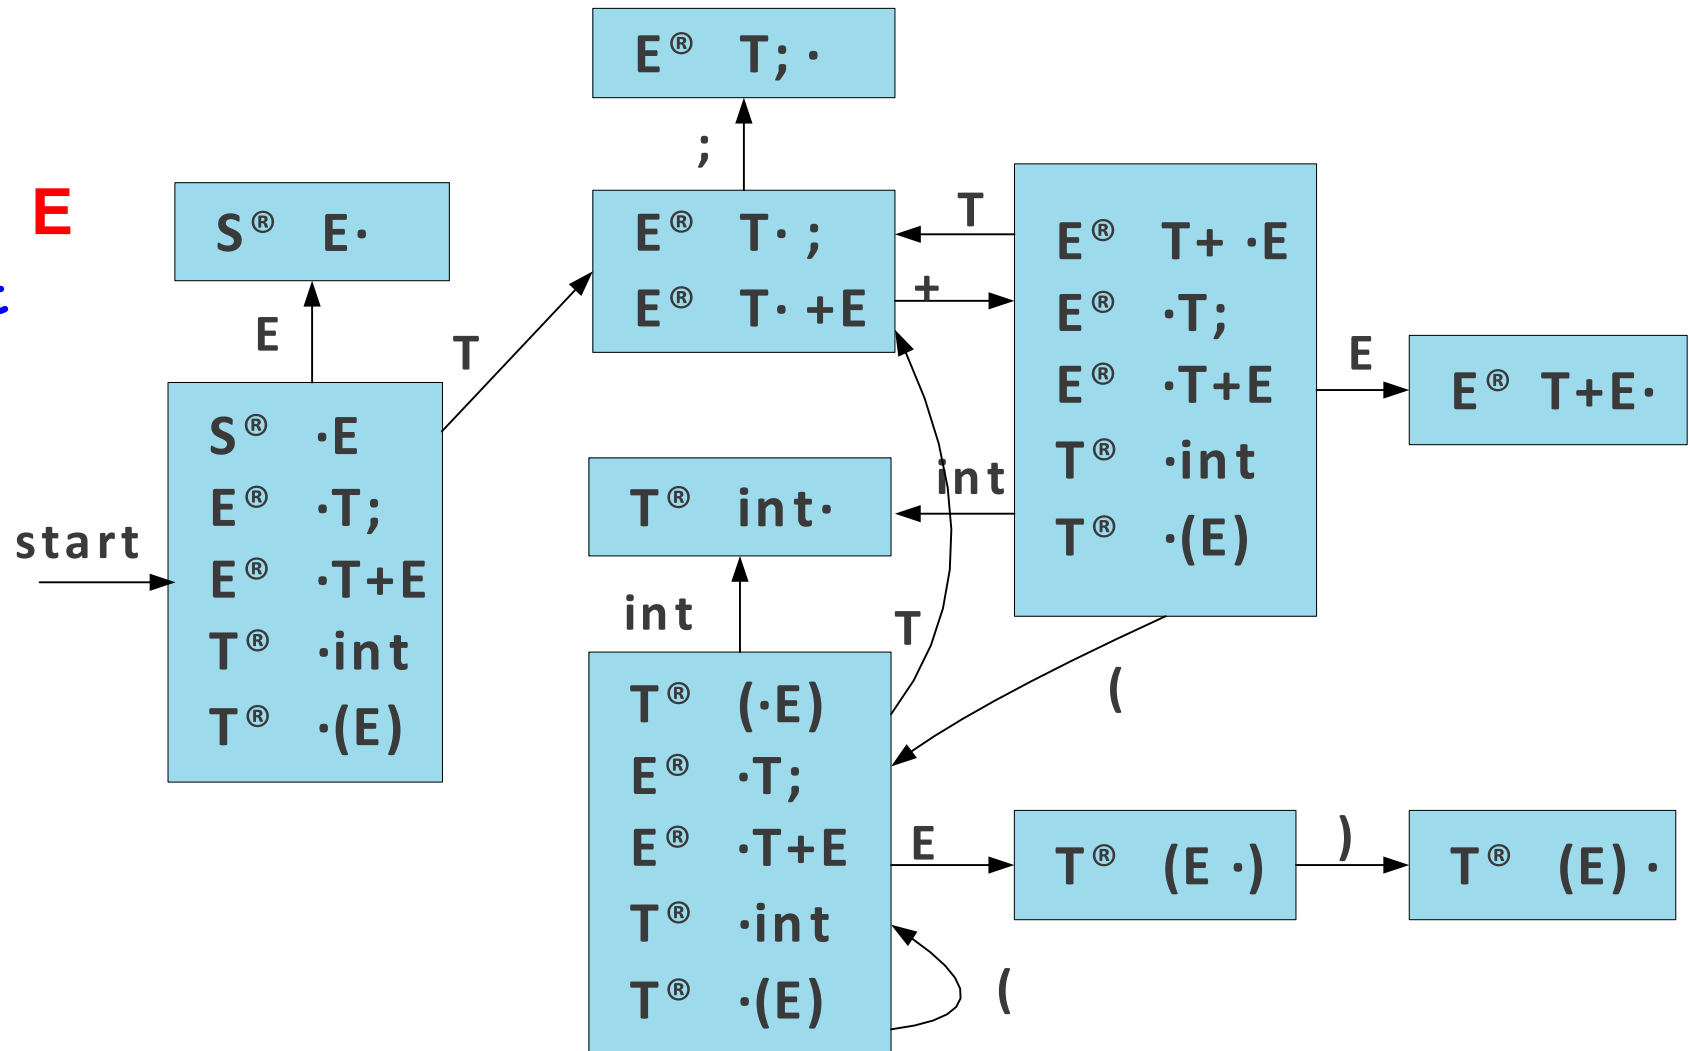 E® T; ·
;
E
S® E·
E
T
start
S® ·E
E® ·T;
E® ·T+E
T® ·int
T® ·(E)
E® T· ;
E® T· +E
T
+
E® T+ ·E
E® ·T;
E® ·T+E
T® ·int
T® ·(E)
E
E® T+E·
int
T® int·
int
T
(
T® (·E)
E® ·T;
E® ·T+E
T® ·int
T® ·(E)
E
(
T® (E ·)
)
T® (E) ·